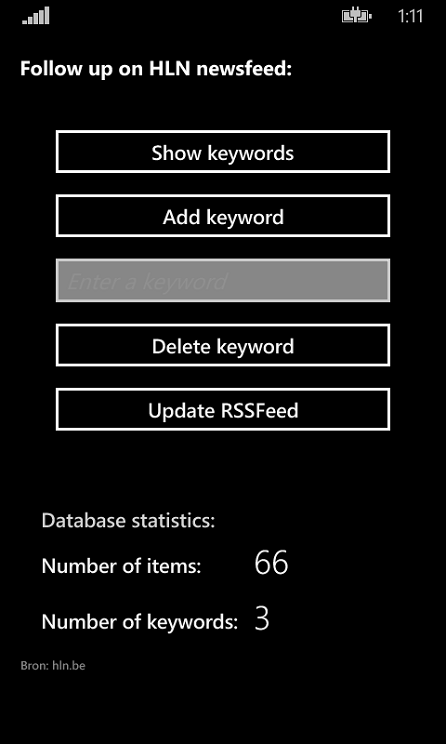 1:11
Follow up on HLN newsfeed:
Show keywords
Add keyword
Enter a keyword
Delete keyword
Update RSSFeed
Database statistics:
Number of items: 66
Number of keywords: 3
Bron: hln.be